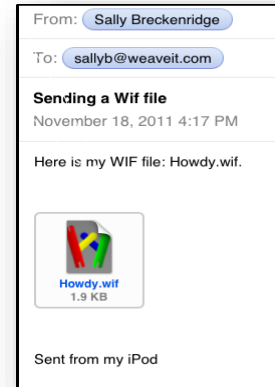 From: Sally Breckenridge
To: sallyb@weaveit.com
Sending a Wif file
November 18, 2011 4:17 PM
Here is my WIF file: Howdy.wif.
Howdy.wif
1.9 KB
Sent from my iPod